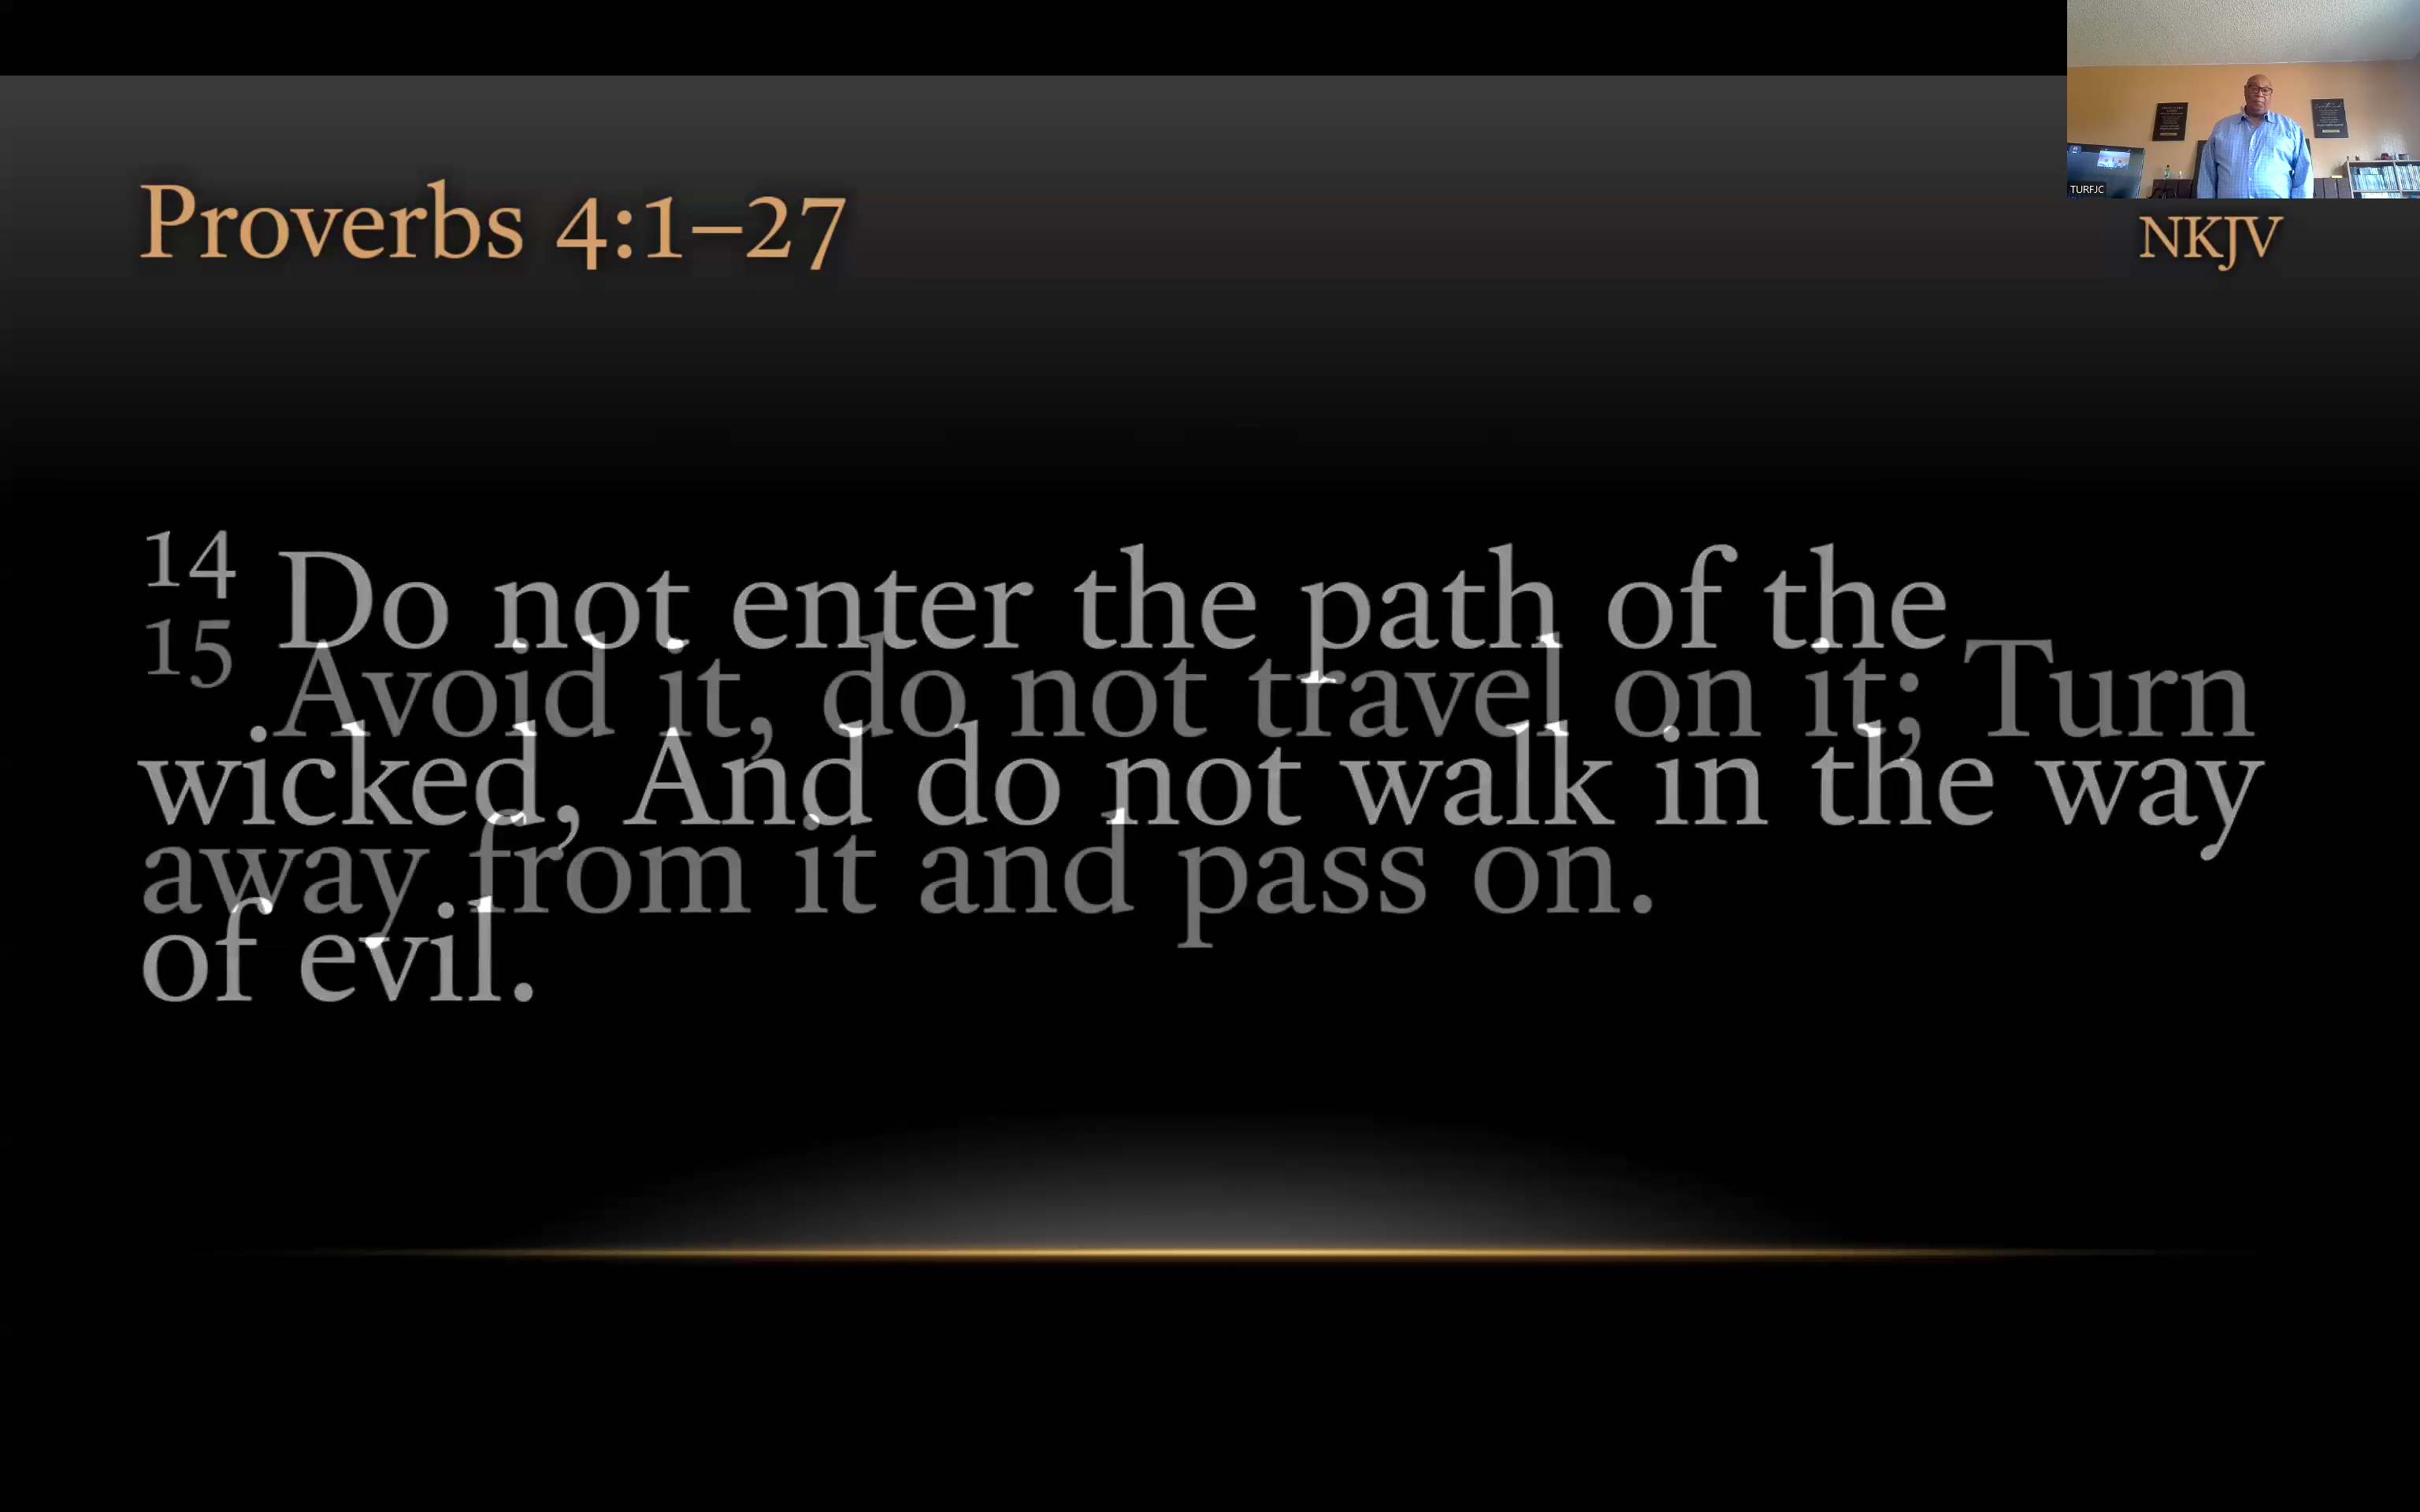 Proverbs 4:1–27
NKJV
TURFJC
14 Do not enter the path of the
wicked, And do not walk in the way
of evil.
15 Avoid it, do not travel on it; Turn
away from it and pass on.